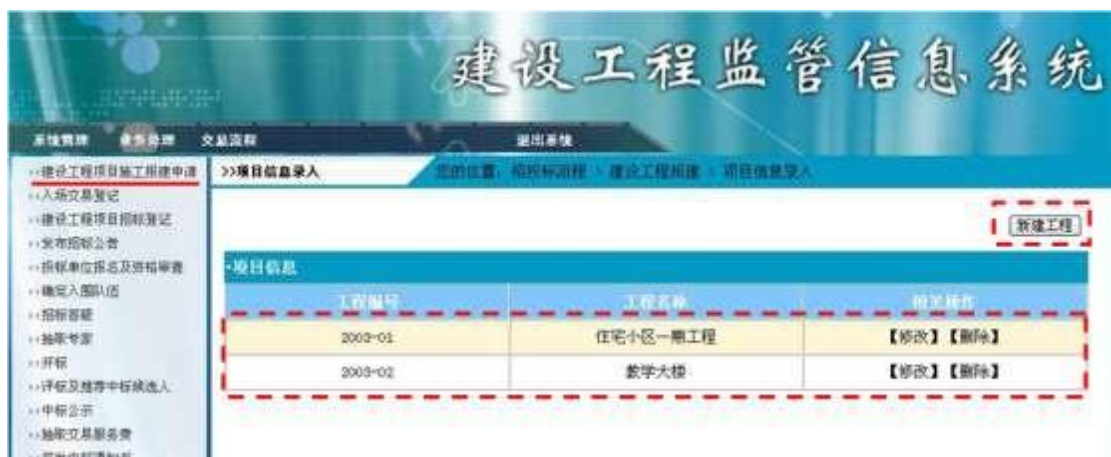 建设工程监管信息系统
系统管理 业务处理 交易流程 退出系统
>>建设工程项目施工报建申请
>>项目信息录入
您的位置: 招投标流程 > 建设工程报建 > 项目信息录入
>>入场交易登记
>>建设工程项目招标登记
>>发布招标公告
>>投标单位报名及资格审查
>>确定入围队伍
>>招标答疑
>>抽取专家
>>开标
>>评标及推荐中标候选人
>>中标公示
>>抽取交易服务费
新建工程
·项目信息
工程编号 工程名称 相关操作
2003-01 住宅小区一期工程 【修改】【删除】
2003-02 教学大楼 【修改】【删除】